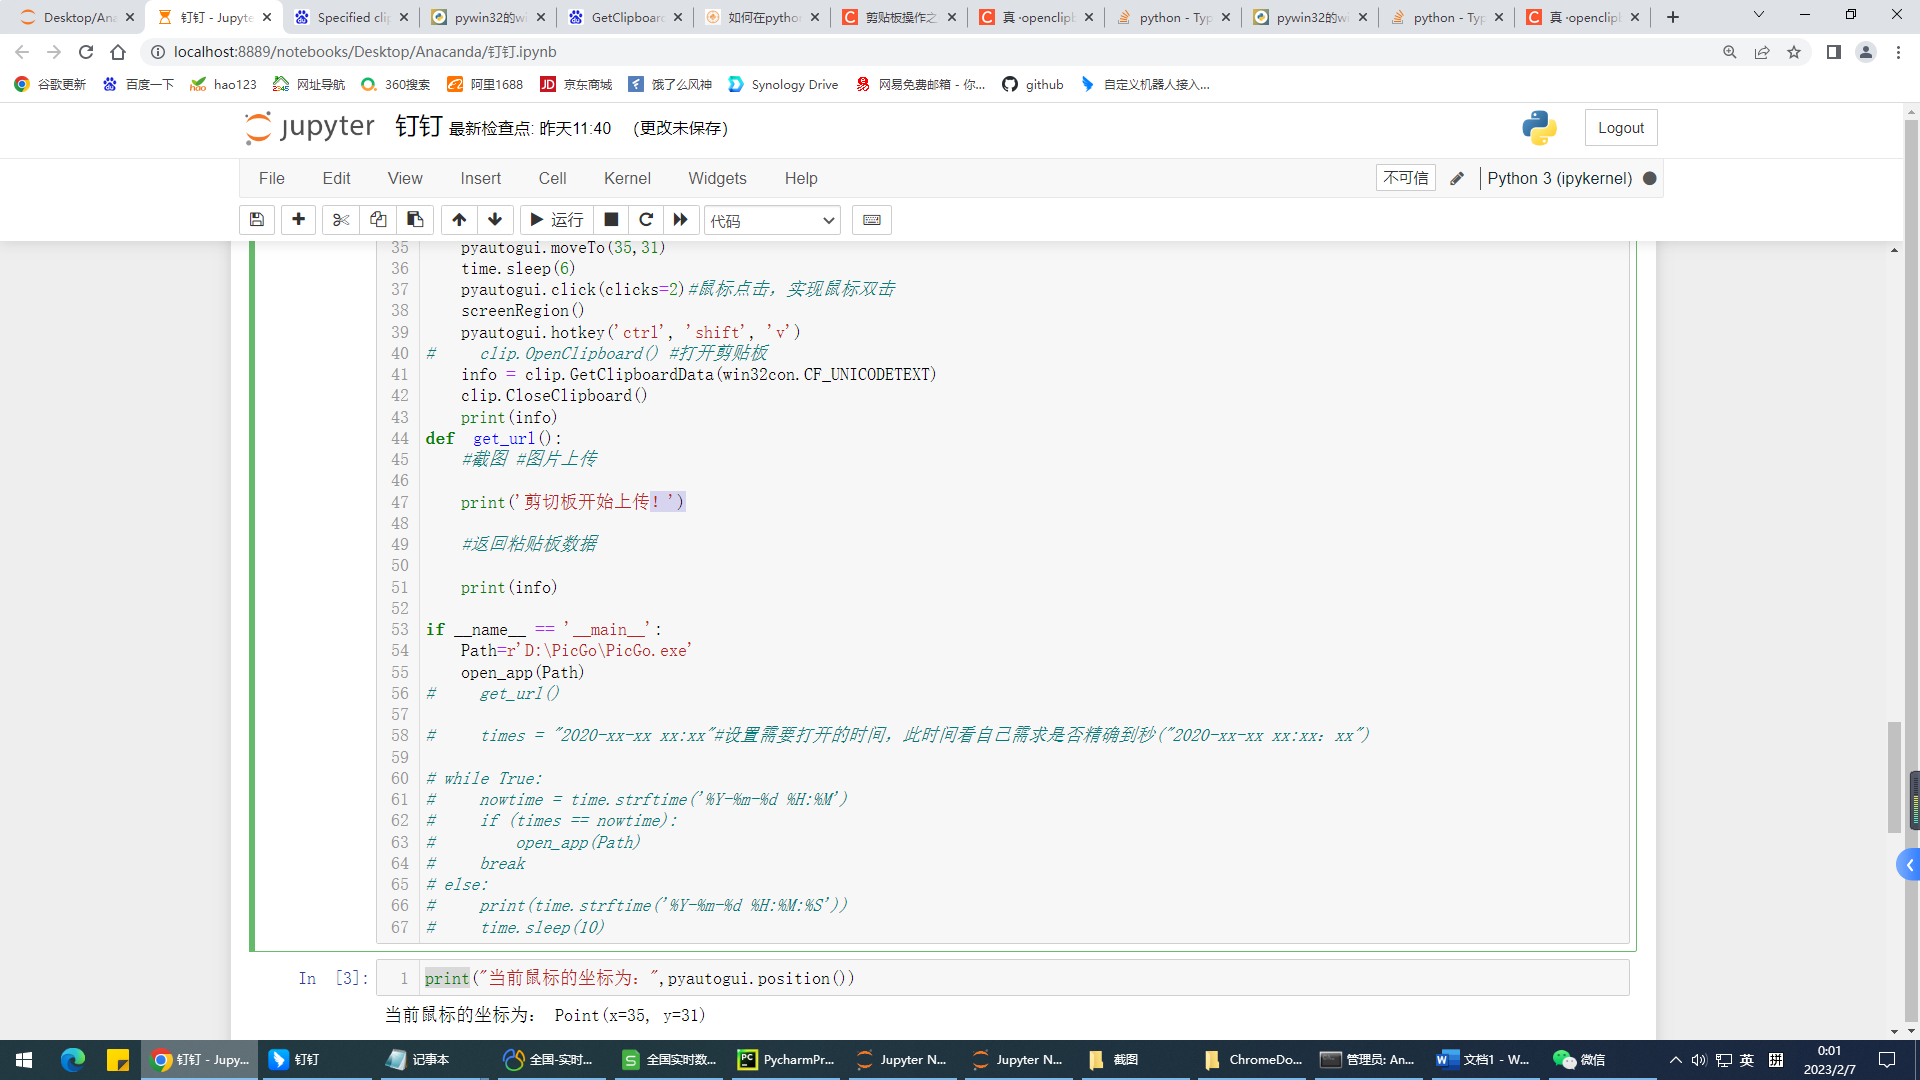 Desktop/Ana
钉钉 - Jupyte
Specified clip
pywin32的wi
GetClipboard
如何在python
剪贴板操作之
真 ·openclipb
python - Typ
pywin32的wi
python - Typ
真 ·openclipb
localhost:8889/notebooks/Desktop/Anacanda/钉钉.ipynb
谷歌更新
百度一下
hao123
网址导航
360搜索
阿里1688
京东商城
饿了么风神
Synology Drive
网易免费邮箱 - 你...
github
自定义机器人接入...
jupyter 钉钉 最新检查点: 昨天11:40 (更改未保存)
Logout
File Edit View Insert Cell Kernel Widgets Help
不可信
Python 3 (ipykernel)
运行
代码
35 pyautogui.moveTo(35,31)
36 time.sleep(6)
37 pyautogui.click(clicks=2)#鼠标点击，实现鼠标双击
38 screenRegion()
39 pyautogui.hotkey('ctrl', 'shift', 'v')
40 # clip.OpenClipboard() #打开剪贴板
41 info = clip.GetClipboardData(win32con.CF_UNICODETEXT)
42 clip.CloseClipboard()
43 print(info)
44 def get_url():
45 #截图 #图片上传
46
47 print('剪切板开始上传！')
48
49 #返回粘贴板数据
50
51 print(info)
52
53 if __name__ == '__main__':
54 Path=r'D:\PicGo\PicGo.exe'
55 open_app(Path)
56 # get_url()
57
58 # times = "2020-xx-xx xx:xx"#设置需要打开的时间，此时间看自己需求是否精确到秒("2020-xx-xx xx:xx：xx")
59
60 # while True:
61 # nowtime = time.strftime('%Y-%m-%d %H:%M')
62 # if (times == nowtime):
63 # open_app(Path)
64 # break
65 # else:
66 # print(time.strftime('%Y-%m-%d %H:%M:%S'))
67 # time.sleep(10)
In [3]: 1 print("当前鼠标的坐标为：",pyautogui.position())
当前鼠标的坐标为： Point(x=35, y=31)
钉钉 - Jupy...
钉钉
记事本
全国-实时...
全国实时数...
PycharmPr...
Jupyter N...
Jupyter N...
截图
ChromeDo...
管理员: An...
文档1 - W...
微信
英
拼
0:01
2023/2/7